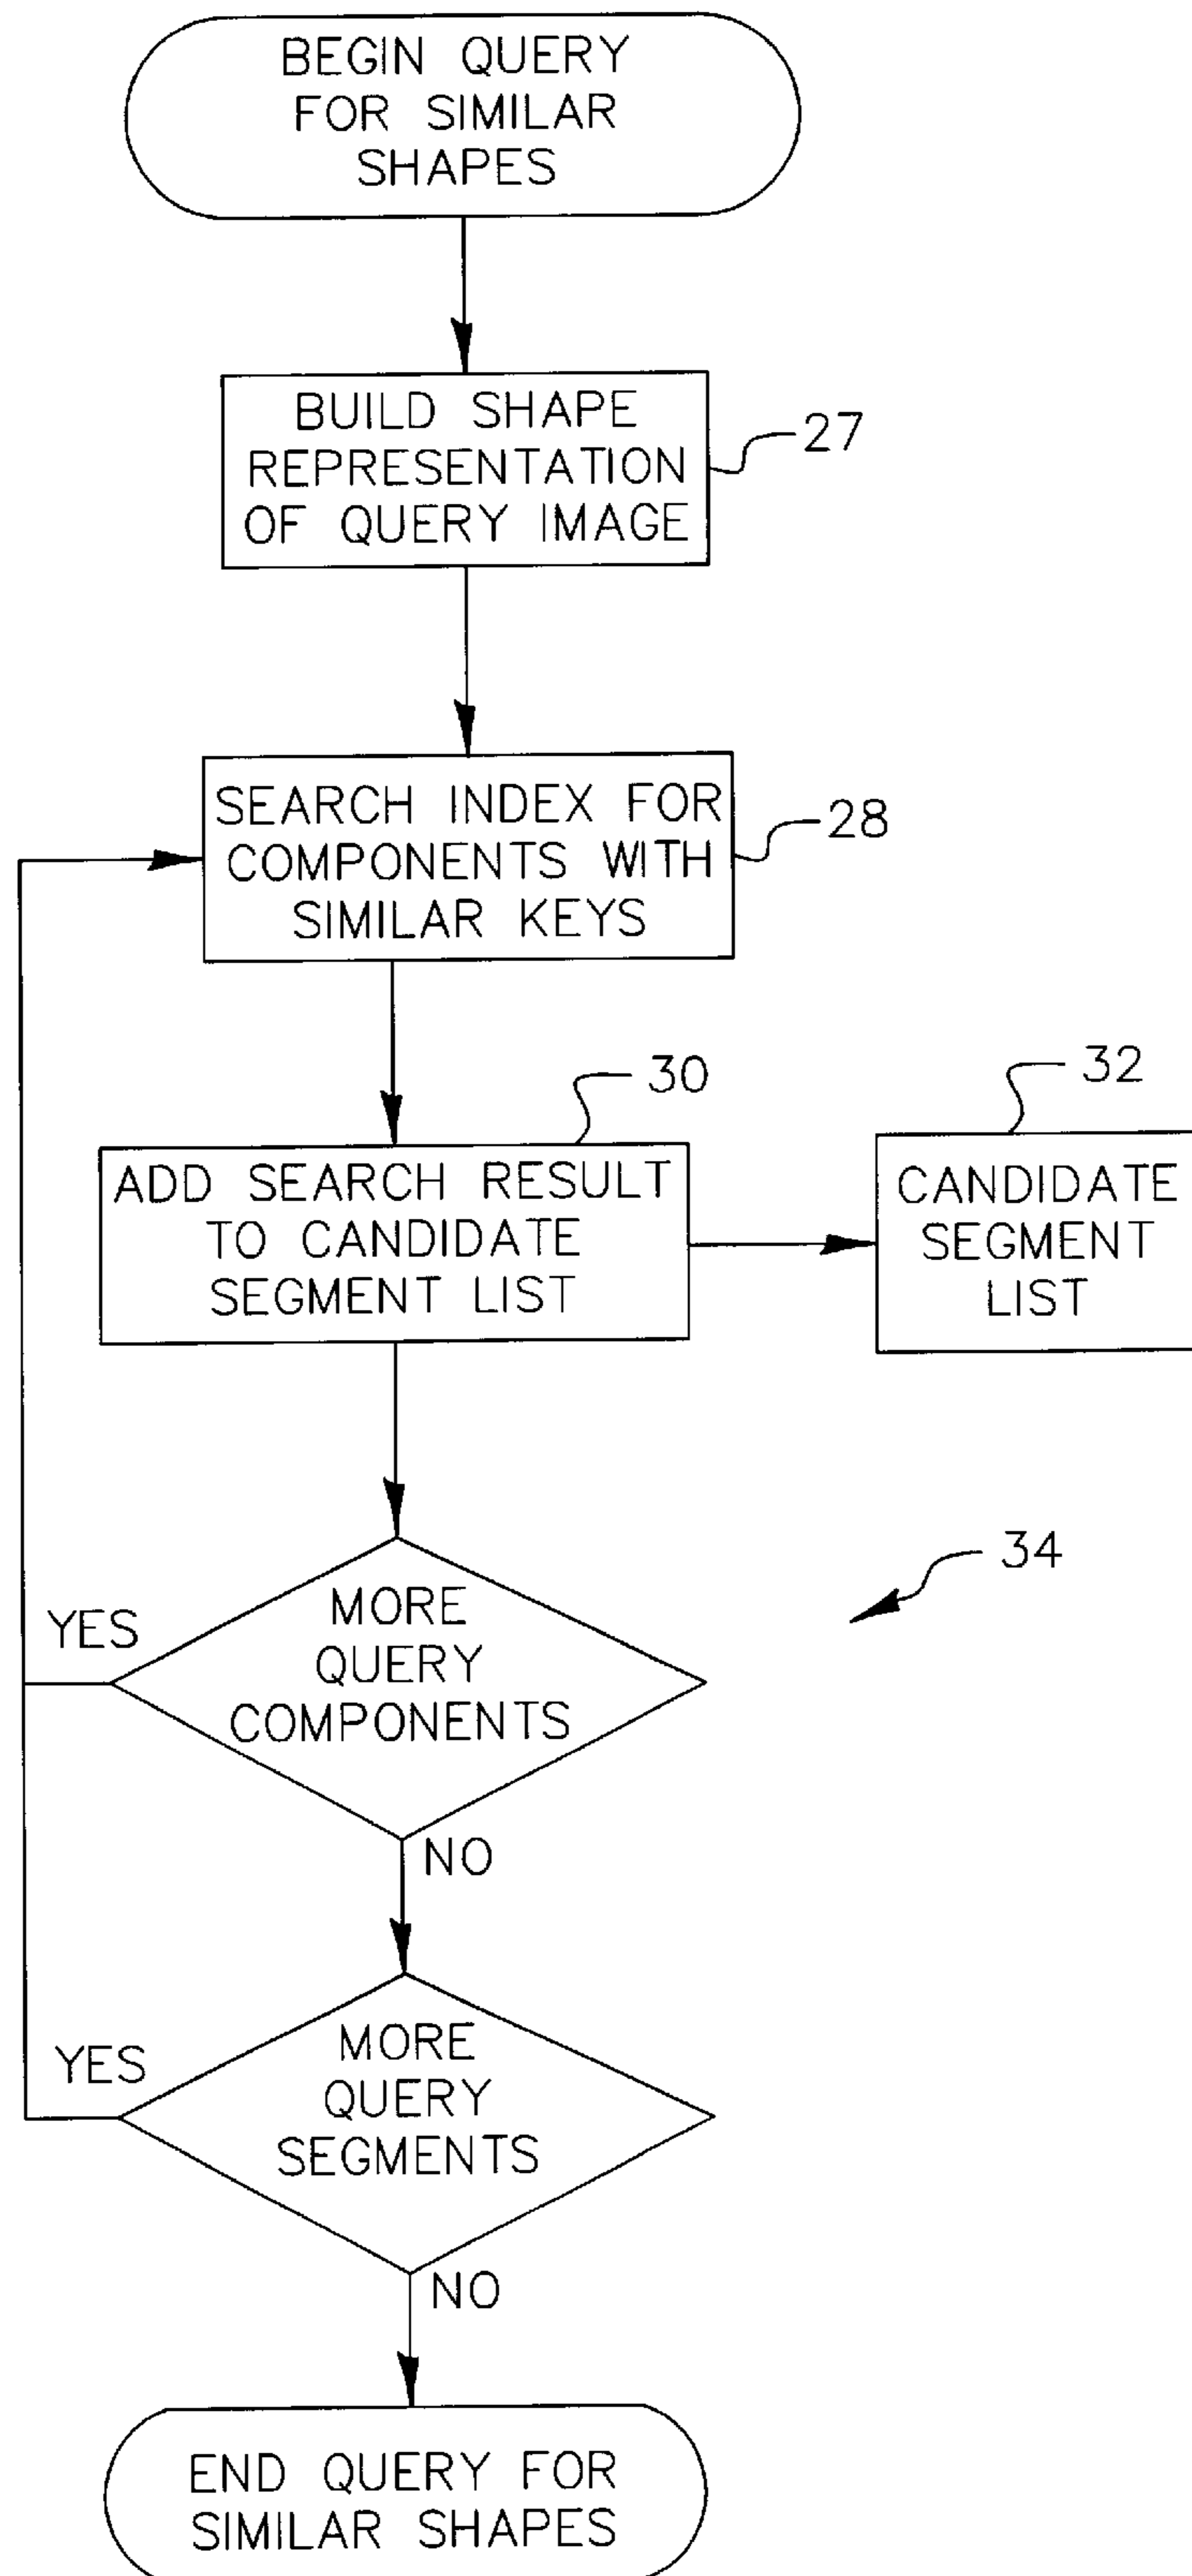 BEGIN QUERY
FOR SIMILAR
SHAPES
BUILD SHAPE
REPRESENTATION
OF QUERY IMAGE
27
SEARCH INDEX FOR
COMPONENTS WITH
SIMILAR KEYS
28
30
ADD SEARCH RESULT
TO CANDIDATE
SEGMENT LIST
32
CANDIDATE
SEGMENT
LIST
34
MORE
QUERY
COMPONENTS
YES
NO
MORE
QUERY
SEGMENTS
YES
NO
END QUERY FOR
SIMILAR SHAPES